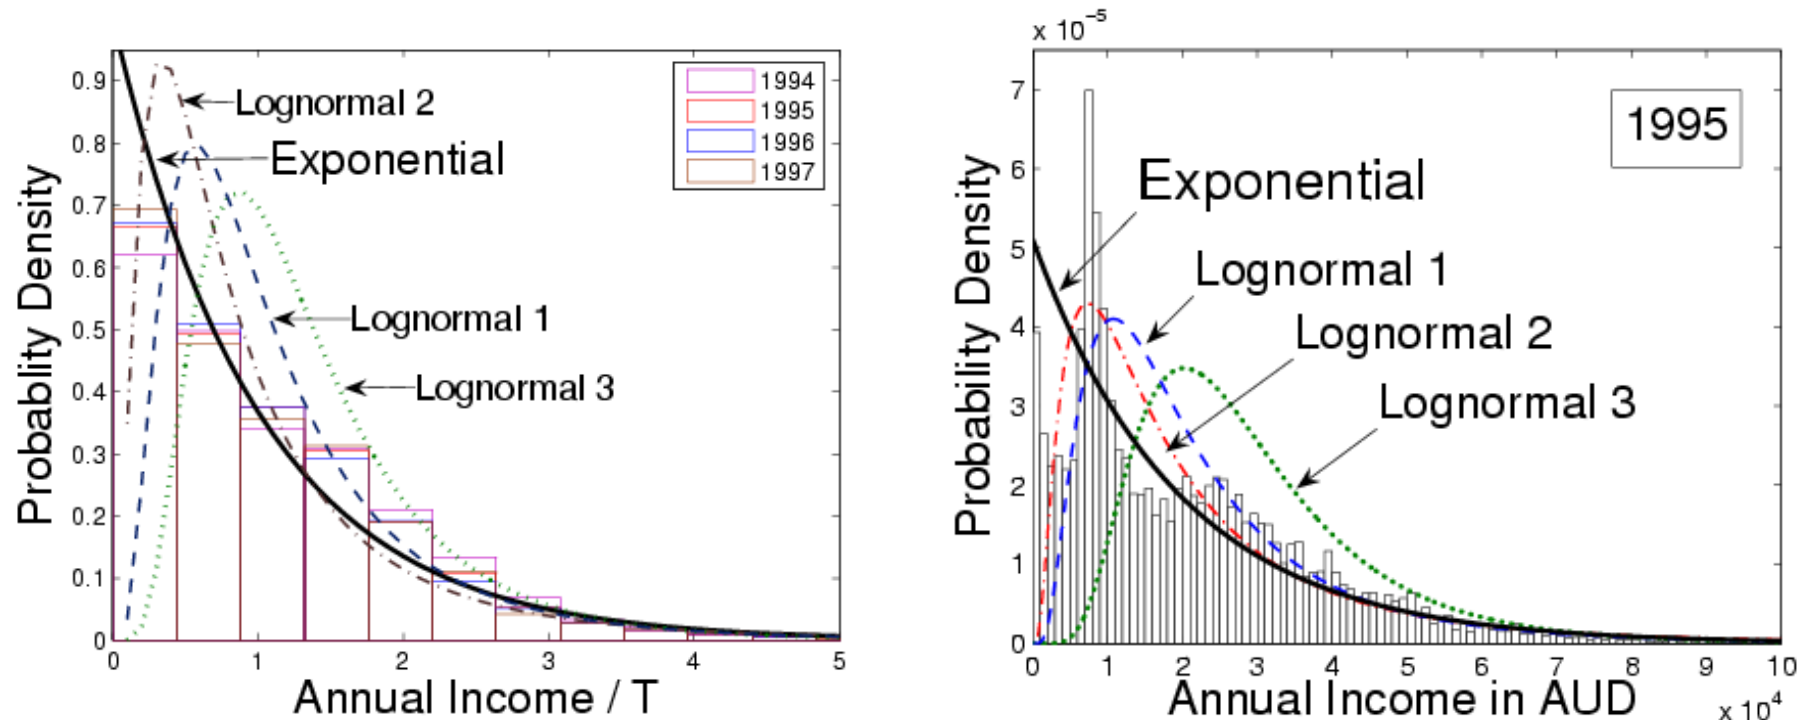 0.9
0.8
0.7
0.6
0.5
0.4
0.3
0.2
0.1
0
Probablity Density
Lognormal 2
Exponential
Lognormal 1
Lognormal 3
1994
1995
1996
1997
0 1 2 3 4 5
Annual Income / T
x 10⁻⁵
7
6
5
4
3
2
1
0
Probability Density
1995
Exponential
Lognormal 1
Lognormal 2
Lognormal 3
0 1 2 3 4 5 6 7 8 9 10
Annual Income in AUD
x 10⁴